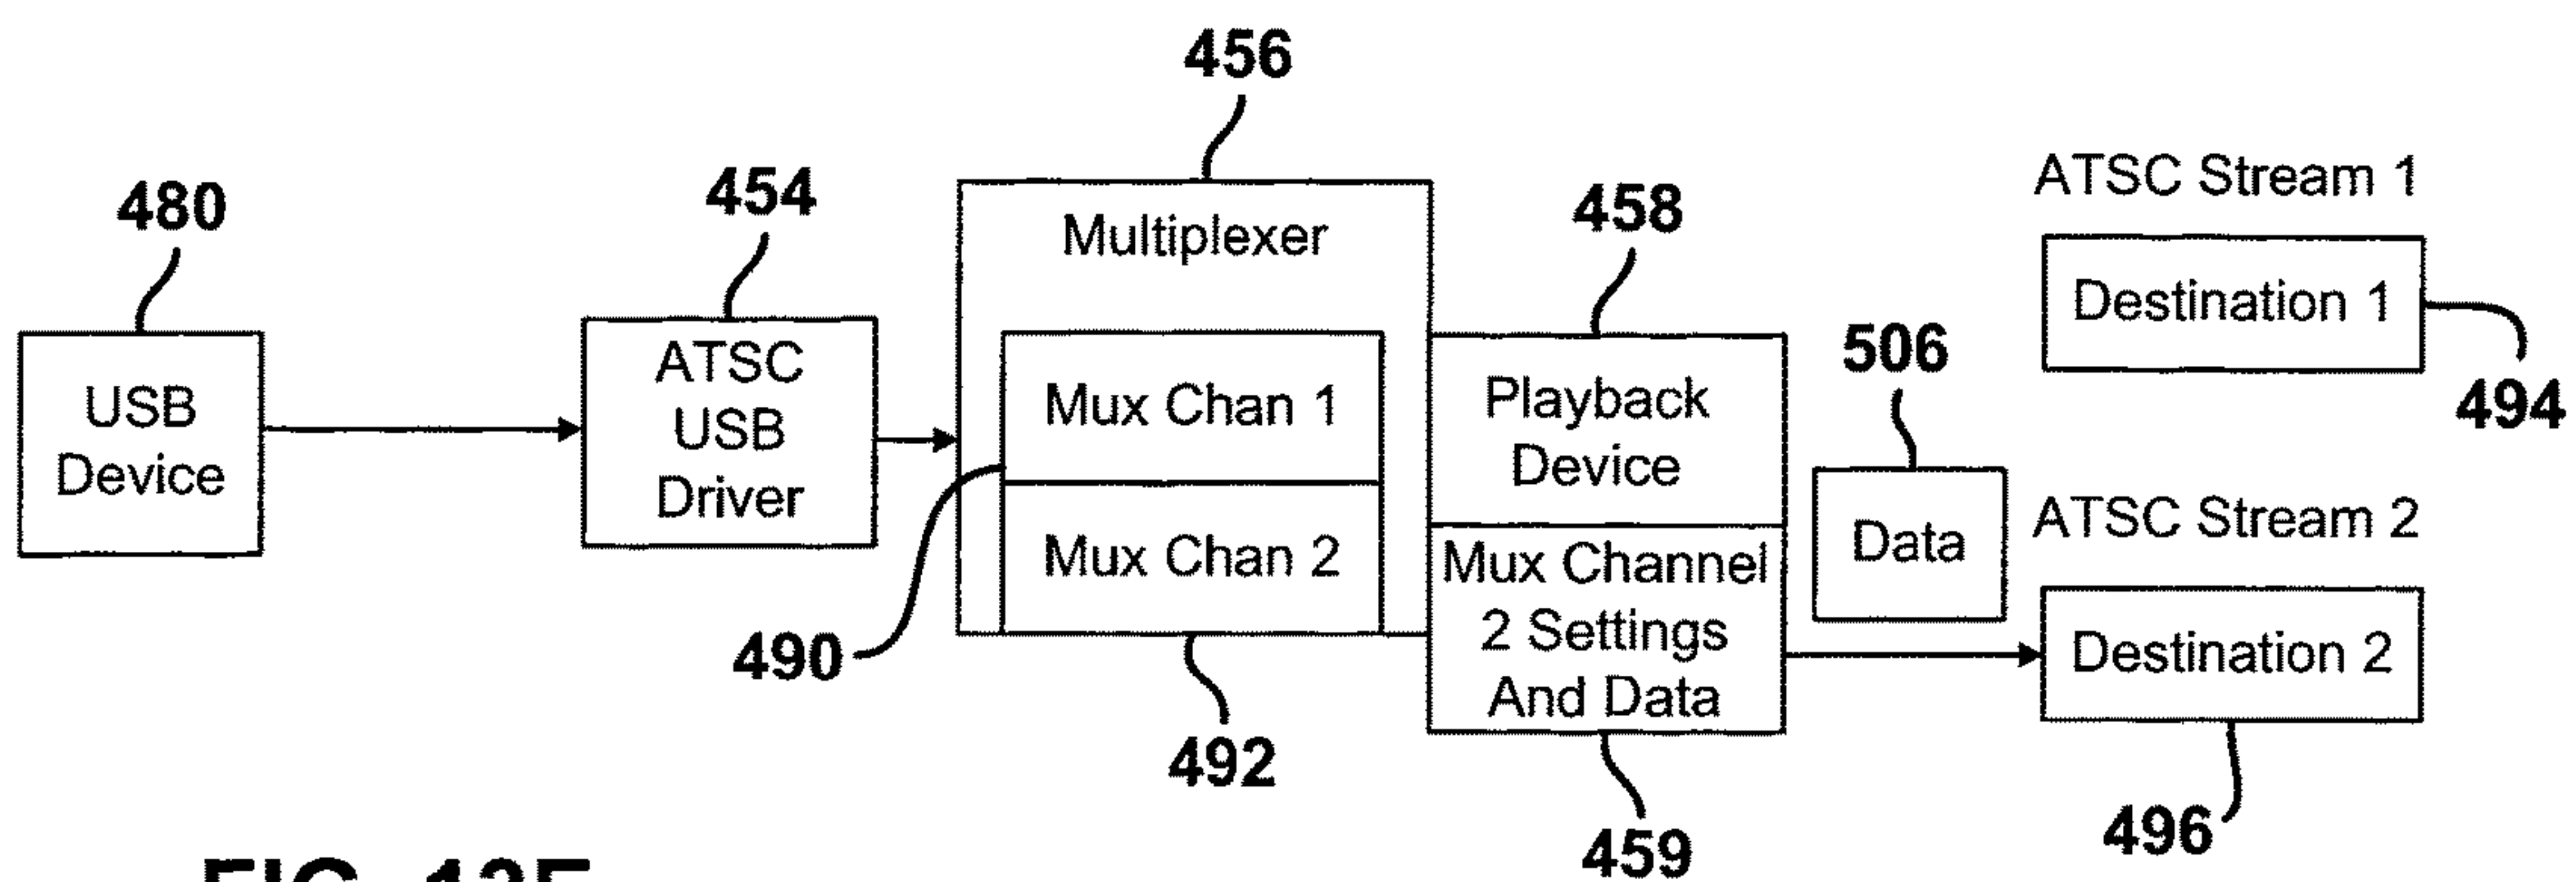 456
ATSC Stream 1
480
454
458
Multiplexer
Destination 1
506
494
USB
Device
ATSC
USB
Driver
Mux Chan 1
Mux Chan 2
Playback
Device
Data
ATSC Stream 2
Mux Channel
2 Settings
And Data
Destination 2
490
492
459
496